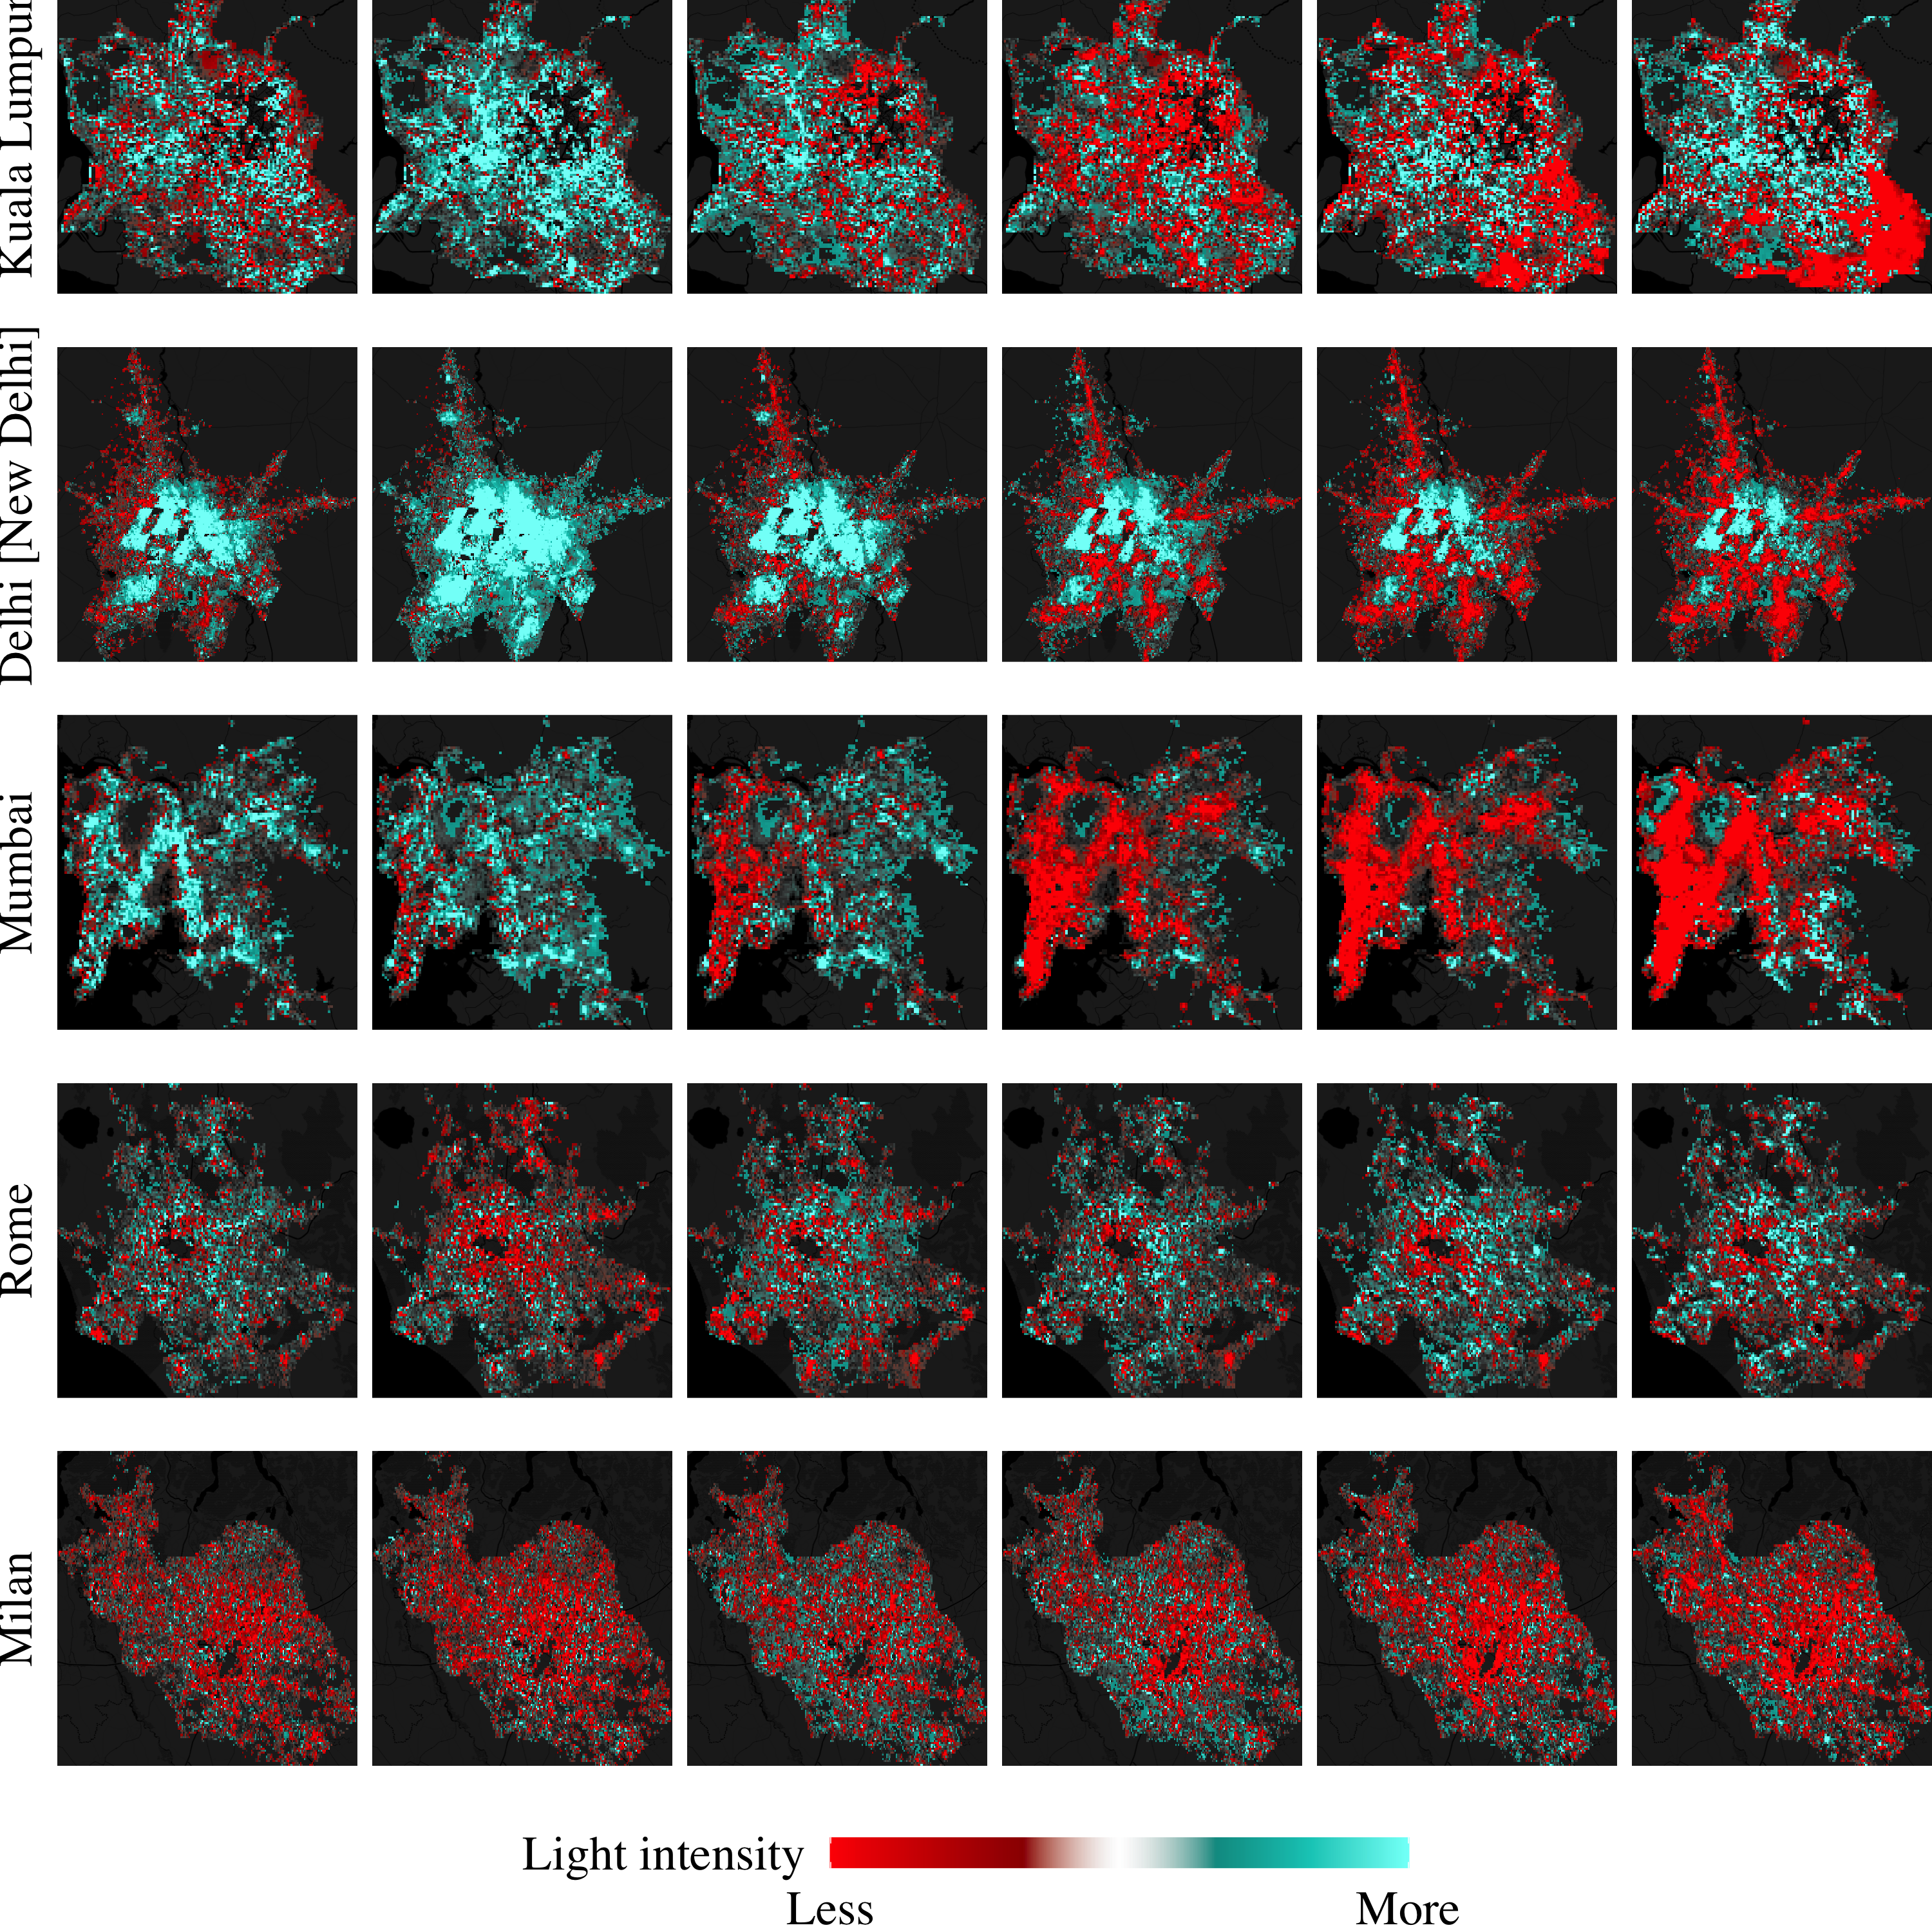 Kuala Lumpur
Delhi [New Delhi]
Mumbai
Rome
Milan
Light intensity
Less
More